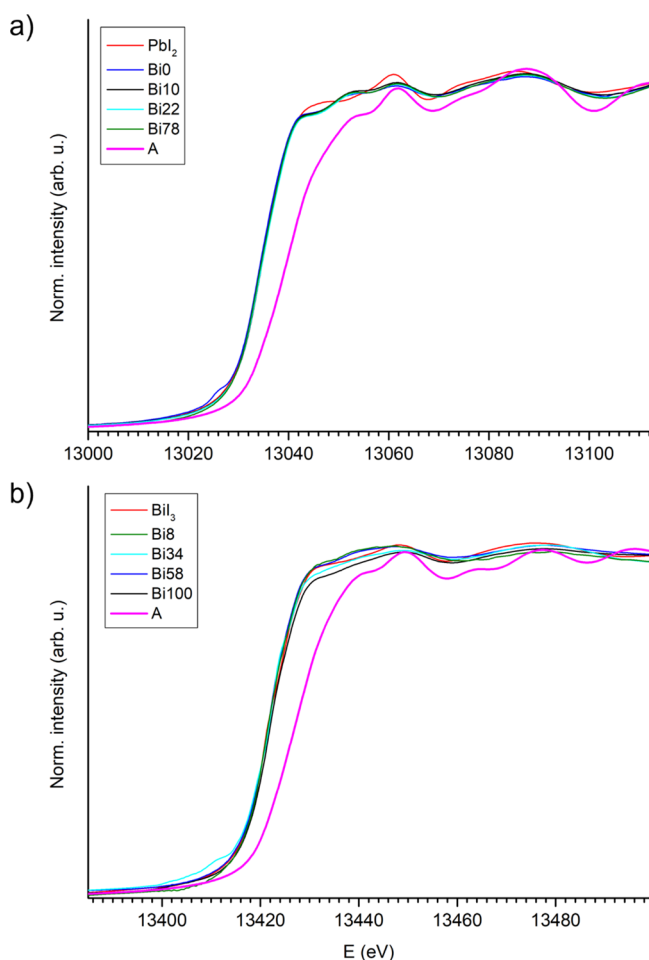 a)
PbI₂
Bi0
Bi10
Bi22
Bi78
A
Norm. intensity (arb. u.)
13000 13020 13040 13060 13080 13100
b)
BiI₃
Bi8
Bi34
Bi58
Bi100
A
Norm. intensity (arb. u.)
13400 13420 13440 13460 13480
E (eV)